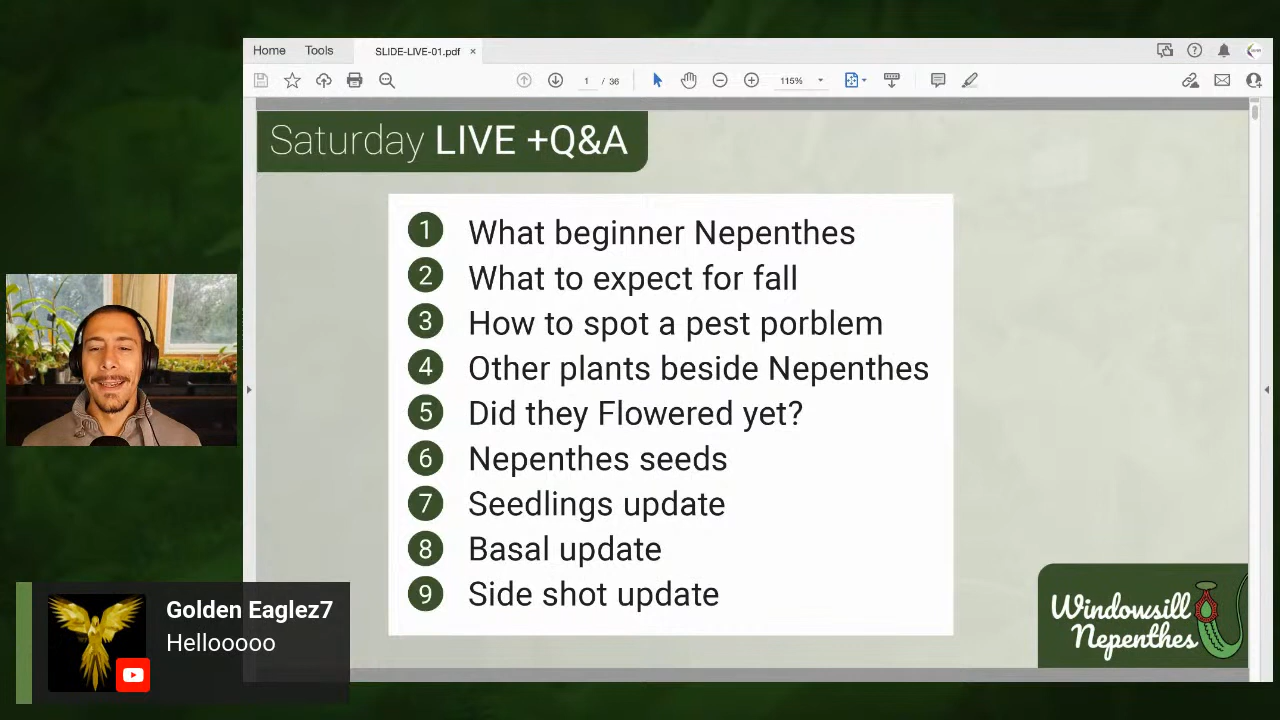 Home Tools SLIDE-LIVE-01.pdf ×
1 / 36 115%
Saturday LIVE +Q&A
1 What beginner Nepenthes
2 What to expect for fall
3 How to spot a pest porblem
4 Other plants beside Nepenthes
5 Did they Flowered yet?
6 Nepenthes seeds
7 Seedlings update
8 Basal update
9 Side shot update
Golden Eaglez7
Hellooooo
Windowsill
Nepenthes